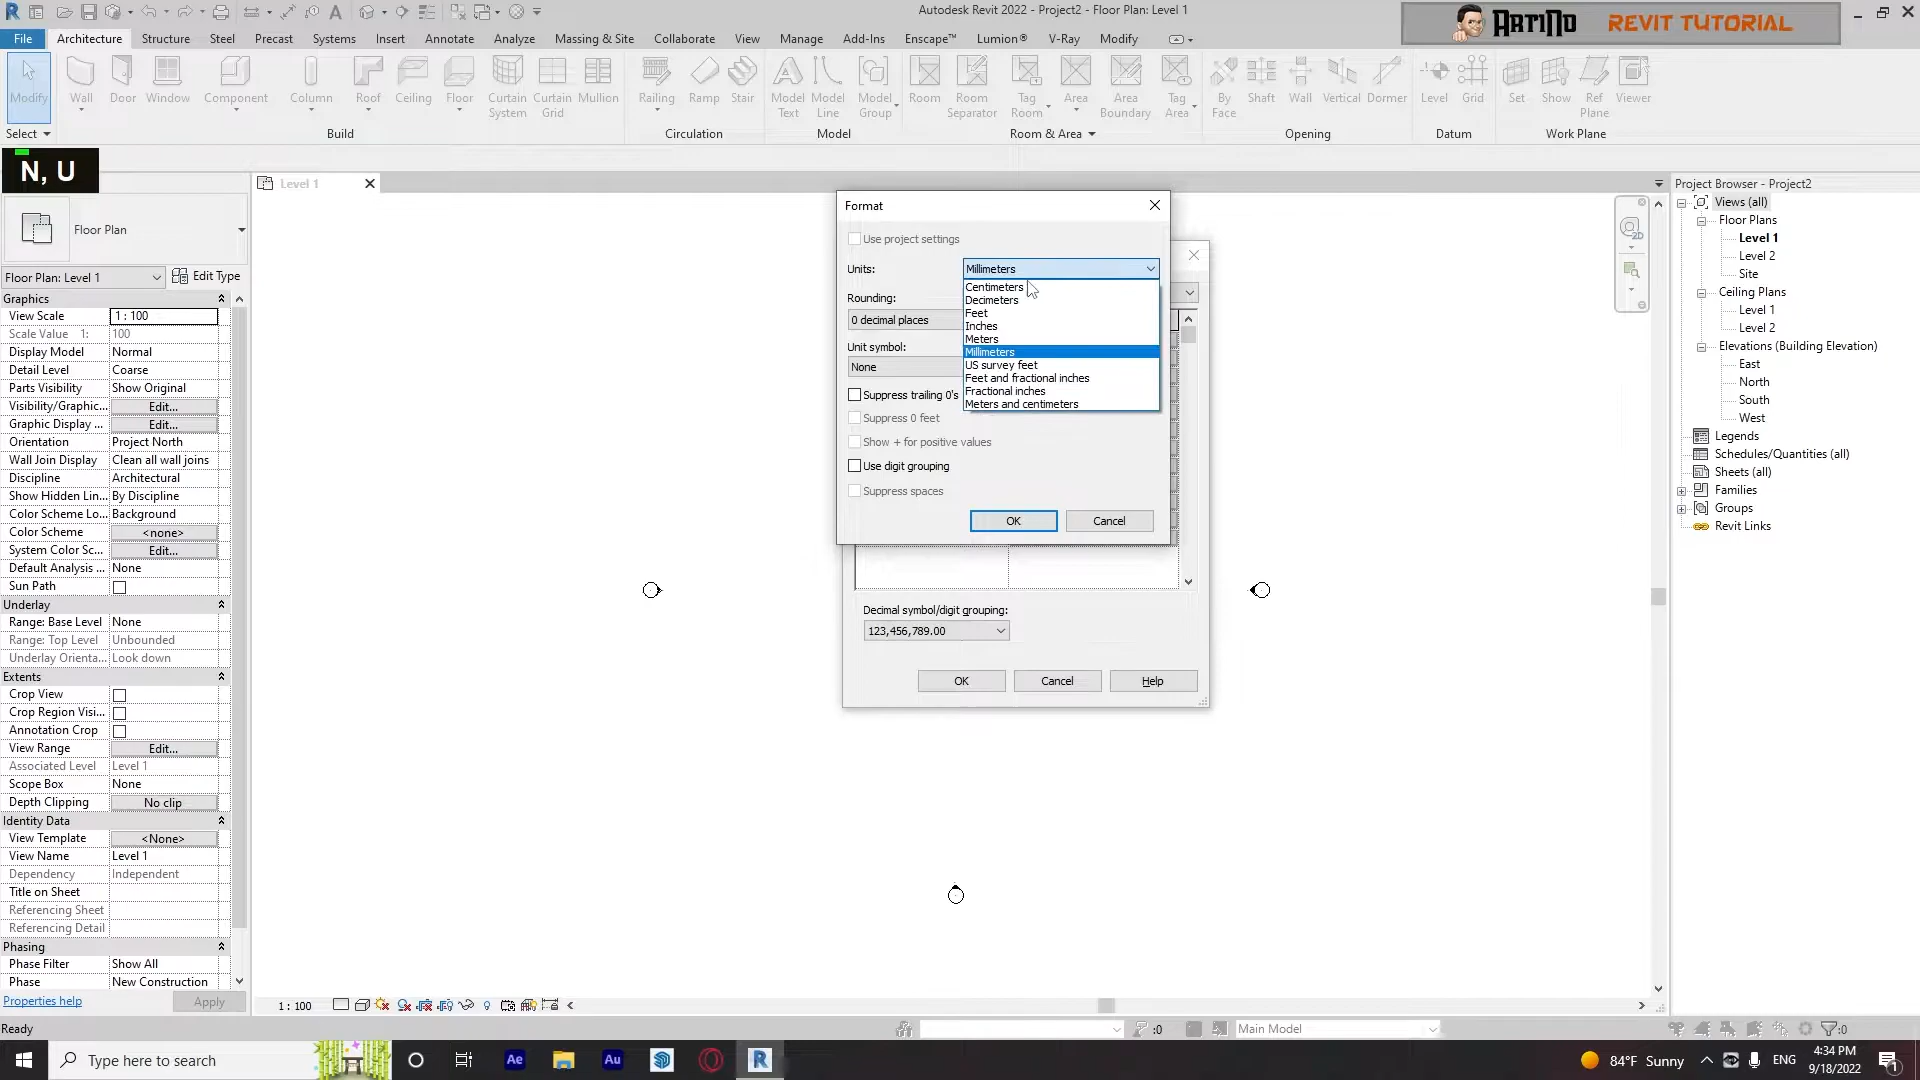 Autodesk Revit 2022 - Project2 - Floor Plan: Level 1
ARTINO REVIT TUTORIAL
File Architecture Structure Steel Precast Systems Insert Annotate Analyze Massing & Site Collaborate View Manage Add-Ins Enscape™ Lumion® V-Ray Modify
Modify Wall Door Window Component Column Roof Ceiling Floor Curtain System Curtain Grid Mullion Railing Ramp Stair Model Text Model Line Model Group Room Room Separator Tag Room Area Area Boundary Tag Area By Face Shaft Wall Vertical Dormer Level Grid Set Show Ref Plane Viewer
Select Build Circulation Model Room & Area Opening Datum Work Plane
N, U
Level 1
Floor Plan
Floor Plan: Level 1 Edit Type
Graphics
View Scale 1 : 100
Scale Value 1: 100
Display Model Normal
Detail Level Coarse
Parts Visibility Show Original
Visibility/Graphic... Edit...
Graphic Display ... Edit...
Orientation Project North
Wall Join Display Clean all wall joins
Discipline Architectural
Show Hidden Lin... By Discipline
Color Scheme Lo... Background
Color Scheme <none>
System Color Sc... Edit...
Default Analysis ... None
Sun Path
Underlay
Range: Base Level None
Range: Top Level Unbounded
Underlay Orienta... Look down
Extents
Crop View
Crop Region Visi...
Annotation Crop
View Range Edit...
Associated Level Level 1
Scope Box None
Depth Clipping No clip
Identity Data
View Template <None>
View Name Level 1
Dependency Independent
Title on Sheet
Referencing Sheet
Referencing Detail
Phasing
Phase Filter Show All
Phase New Construction
Properties help Apply
Format
Use project settings
Units: Millimeters
Centimeters
Decimeters
Feet
Inches
Meters
Millimeters
US survey feet
Feet and fractional inches
Fractional inches
Meters and centimeters
Rounding:
0 decimal places
Unit symbol:
None
Suppress trailing 0's
Suppress 0 feet
Show + for positive values
Use digit grouping
Suppress spaces
OK Cancel
Decimal symbol/digit grouping:
123,456,789.00
OK Cancel Help
Project Browser - Project2
Views (all)
Floor Plans
Level 1
Level 2
Site
Ceiling Plans
Level 1
Level 2
Elevations (Building Elevation)
East
North
South
West
Legends
Schedules/Quantities (all)
Sheets (all)
Families
Groups
Revit Links
2D
1 : 100
Ready :0 Main Model :0
Type here to search Ae Au R 84°F Sunny ENG 4:34 PM
9/18/2022 1